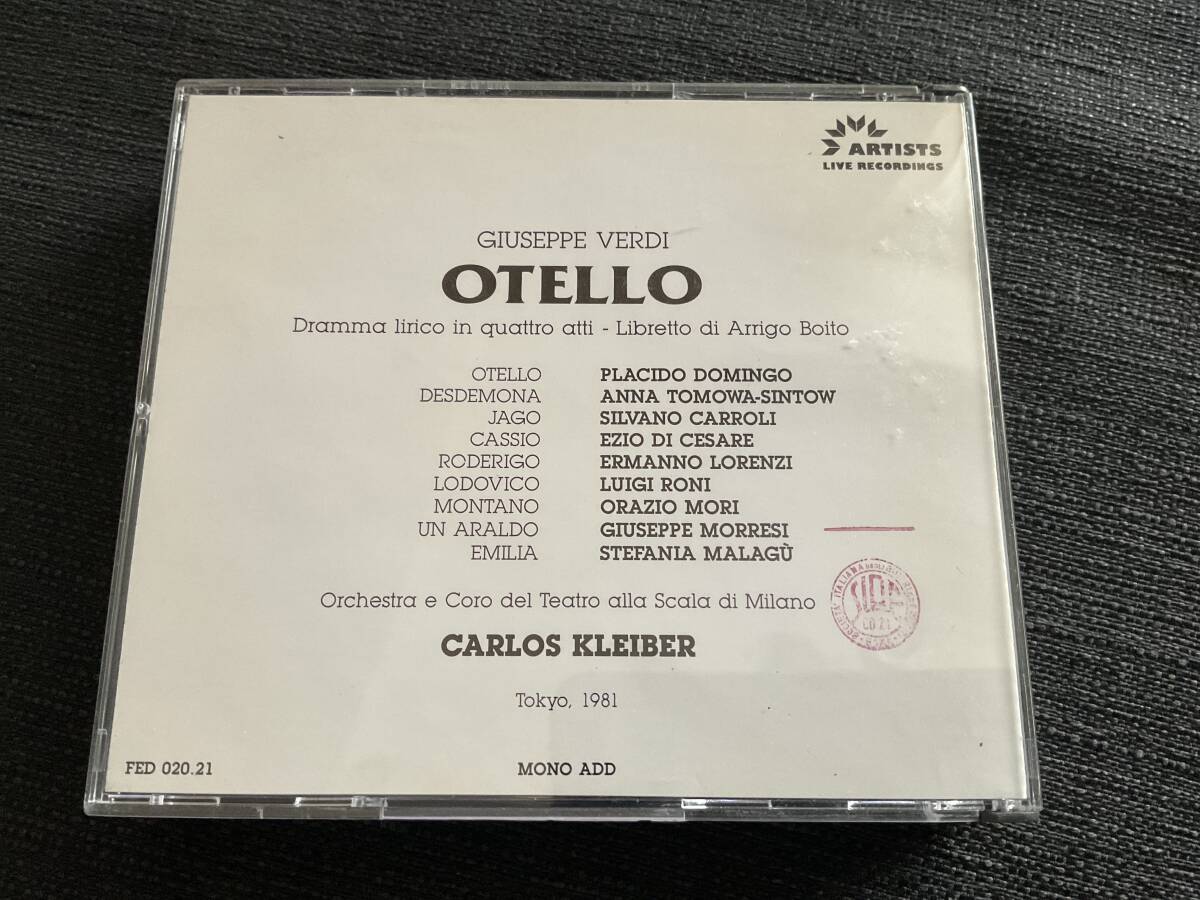 ARTISTS
LIVE RECORDINGS
GIUSEPPE VERDI
OTELLO
Dramma lirico in quattro atti - Libretto di Arrigo Boito
OTELLO PLACIDO DOMINGO
DESDEMONA ANNA TOMOWA-SINTOW
JAGO SILVANO CARROLI
CASSIO EZIO DI CESARE
RODERIGO ERMANNO LORENZI
LODOVICO LUIGI RONI
MONTANO ORAZIO MORI
UN ARALDO GIUSEPPE MORRESI
EMILIA STEFANIA MALAGÙ
Orchestra e Coro del Teatro alla Scala di Milano
CARLOS KLEIBER
Tokyo, 1981
FED 020.21
MONO ADD
ITALIANA